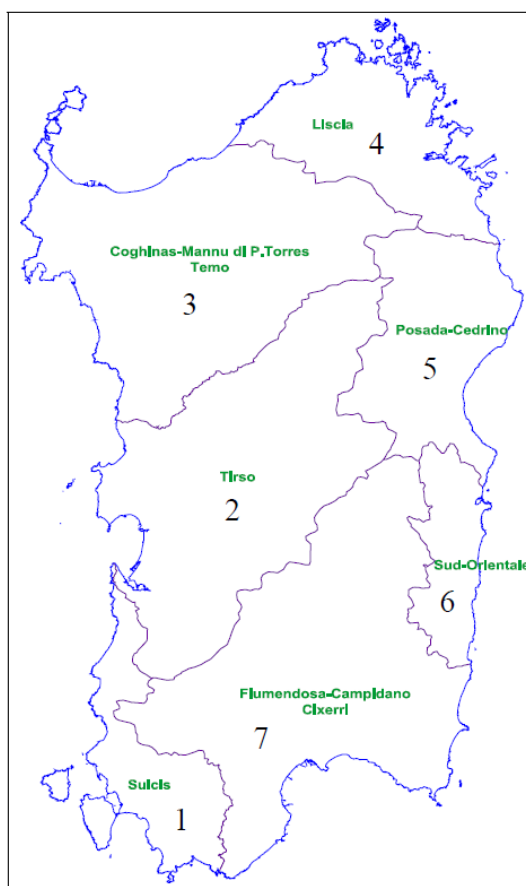 Liscia
4
Coghinas-Mannu di P.Torres
Temo
3
Posada-Cedrino
5
Tirso
2
Sud-Orientale
6
Flumendosa-Campidano
Cixerri
7
Sulcis
1